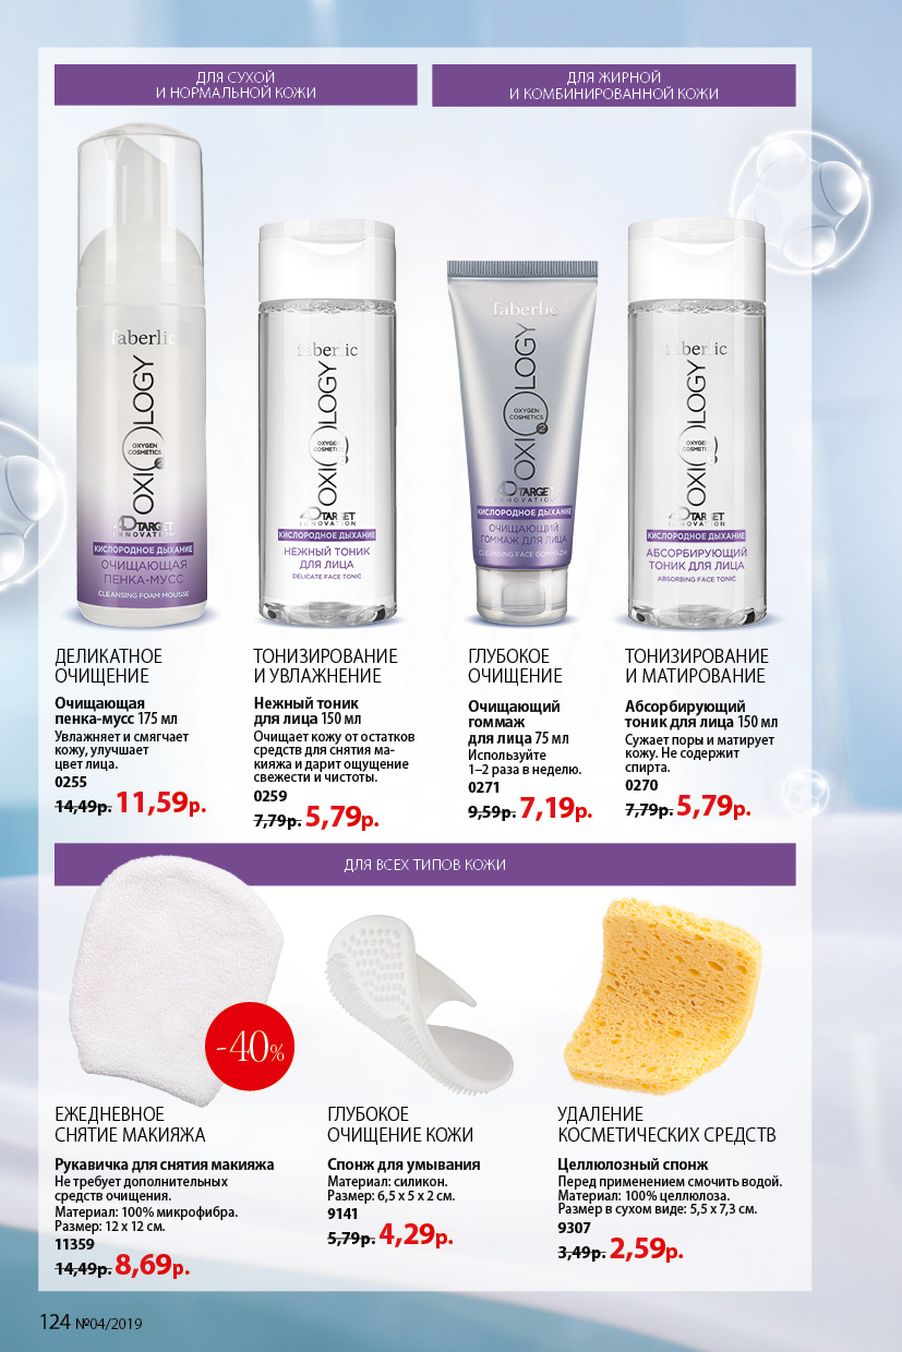 ДЛЯ СУХОЙ
И НОРМАЛЬНОЙ КОЖИ
ДЛЯ ЖИРНОЙ
И КОМБИНИРОВАННОЙ КОЖИ
faberlic
OXIOLOGY
OXYGEN
COSMETICS
4D TARGET
INNOVATION
КИСЛОРОДНОЕ ДЫХАНИЕ
ОЧИЩАЮЩАЯ
ПЕНКА-МУСС
CLEANSING FOAM MOUSSE
faberlic
OXIOLOGY
OXYGEN
COSMETICS
4D TARGET
INNOVATION
КИСЛОРОДНОЕ ДЫХАНИЕ
НЕЖНЫЙ ТОНИК
ДЛЯ ЛИЦА
DELICATE FACE TONIC
faberlic
OXIOLOGY
OXYGEN
COSMETICS
4D TARGET
INNOVATION
КИСЛОРОДНОЕ ДЫХАНИЕ
ОЧИЩАЮЩИЙ
ГОММАЖ ДЛЯ ЛИЦА
CLEANSING FACE GOMMAGE
faberlic
OXIOLOGY
OXYGEN
COSMETICS
4D TARGET
INNOVATION
КИСЛОРОДНОЕ ДЫХАНИЕ
АБСОРБИРУЮЩИЙ
ТОНИК ДЛЯ ЛИЦА
ABSORBING FACE TONIC
ДЕЛИКАТНОЕ
ОЧИЩЕНИЕ
Очищающая
пенка-мусс 175 мл
Увлажняет и смягчает
кожу, улучшает
цвет лица.
0255
14,49р. 11,59р.
ТОНИЗИРОВАНИЕ
И УВЛАЖНЕНИЕ
Нежный тоник
для лица 150 мл
Очищает кожу от остатков
средств для снятия ма-
кияжа и дарит ощущение
свежести и чистоты.
0259
7,79р. 5,79р.
ГЛУБОКОЕ
ОЧИЩЕНИЕ
Очищающий
гоммаж
для лица 75 мл
Используйте
1–2 раза в неделю.
0271
9,59р. 7,19р.
ТОНИЗИРОВАНИЕ
И МАТИРОВАНИЕ
Абсорбирующий
тоник для лица 150 мл
Сужает поры и матирует
кожу. Не содержит
спирта.
0270
7,79р. 5,79р.
ДЛЯ ВСЕХ ТИПОВ КОЖИ
-40%
ЕЖЕДНЕВНОЕ
СНЯТИЕ МАКИЯЖА
Рукавичка для снятия макияжа
Не требует дополнительных
средств очищения.
Материал: 100% микрофибра.
Размер: 12 x 12 см.
11359
14,49р. 8,69р.
ГЛУБОКОЕ
ОЧИЩЕНИЕ КОЖИ
Спонж для умывания
Материал: силикон.
Размер: 6,5 x 5 x 2 см.
9141
5,79р. 4,29р.
УДАЛЕНИЕ
КОСМЕТИЧЕСКИХ СРЕДСТВ
Целлюлозный спонж
Перед применением смочить водой.
Материал: 100% целлюлоза.
Размер в сухом виде: 5,5 x 7,3 см.
9307
3,49р. 2,59р.
124 №04/2019